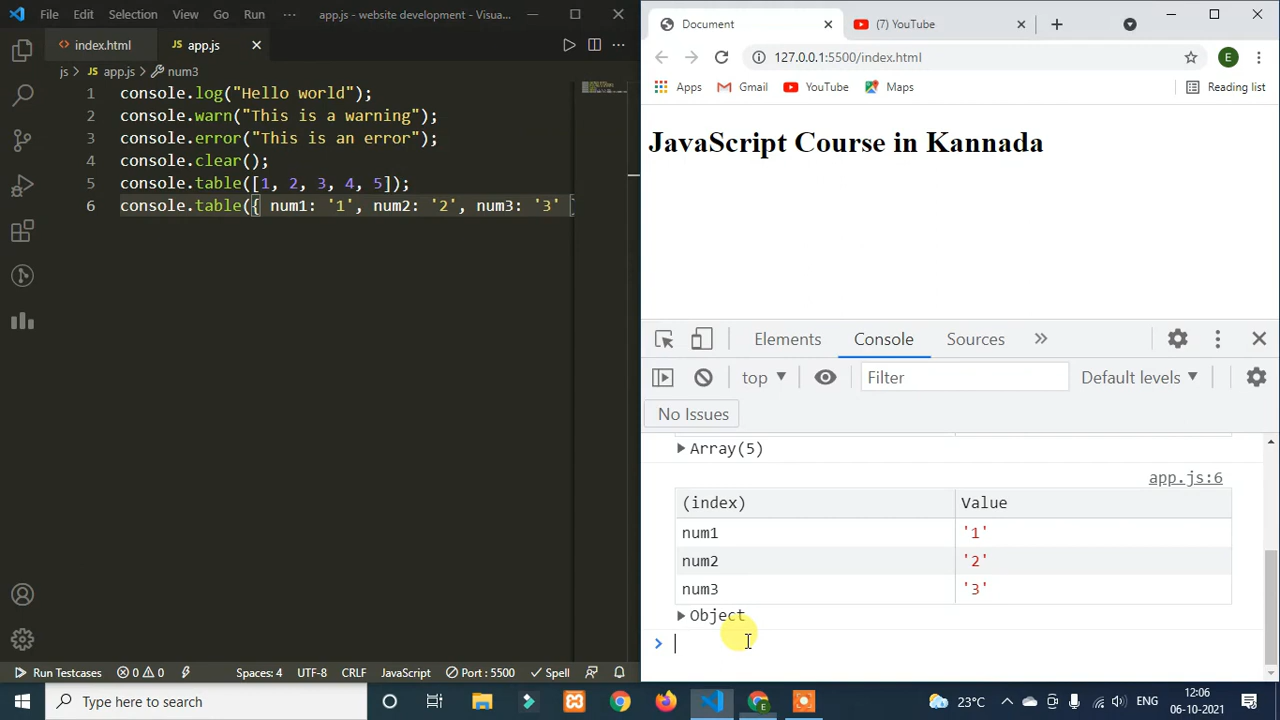 File Edit Selection View Go Run ··· app.js - website development - Visua...
index.html
JS app.js
js > JS app.js > num3
1 console.log("Hello world");
2 console.warn("This is a warning");
3 console.error("This is an error");
4 console.clear();
5 console.table([1, 2, 3, 4, 5]);
6 console.table({ num1: '1', num2: '2', num3: '3' }
Run Testcases 0 0 Spaces: 4 UTF-8 CRLF JavaScript Port : 5500 Spell
Document
(7) YouTube
127.0.0.1:5500/index.html
E
Apps Gmail YouTube Maps Reading list
JavaScript Course in Kannada
Elements Console Sources »
top Filter Default levels
No Issues
Array(5)
app.js:6
(index) Value
num1 '1'
num2 '2'
num3 '3'
Object
>
Type here to search
23°C ENG
12:06
06-10-2021